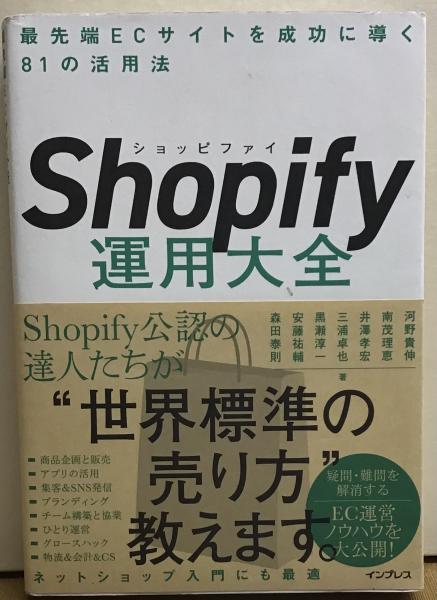 最先端ECサイトを成功に導く
81の活用法
ショッピファイ
Shopify
運用大全
河野貴伸
南茂理恵
井澤孝宏
三浦卓也
黒瀬淳一
安藤祐輔
森田泰則
著
Shopify公認の
達人たちが
“世界標準の
売り方”
教えます。
商品企画と販売
アプリの活用
集客&SNS発信
ブランディング
チーム構築と協業
ひとり運営
グロースハック
物流&会計&CS
疑問・難問を
解消する
EC運営
ノウハウを
大公開!
ネットショップ入門にも最適
インプレス